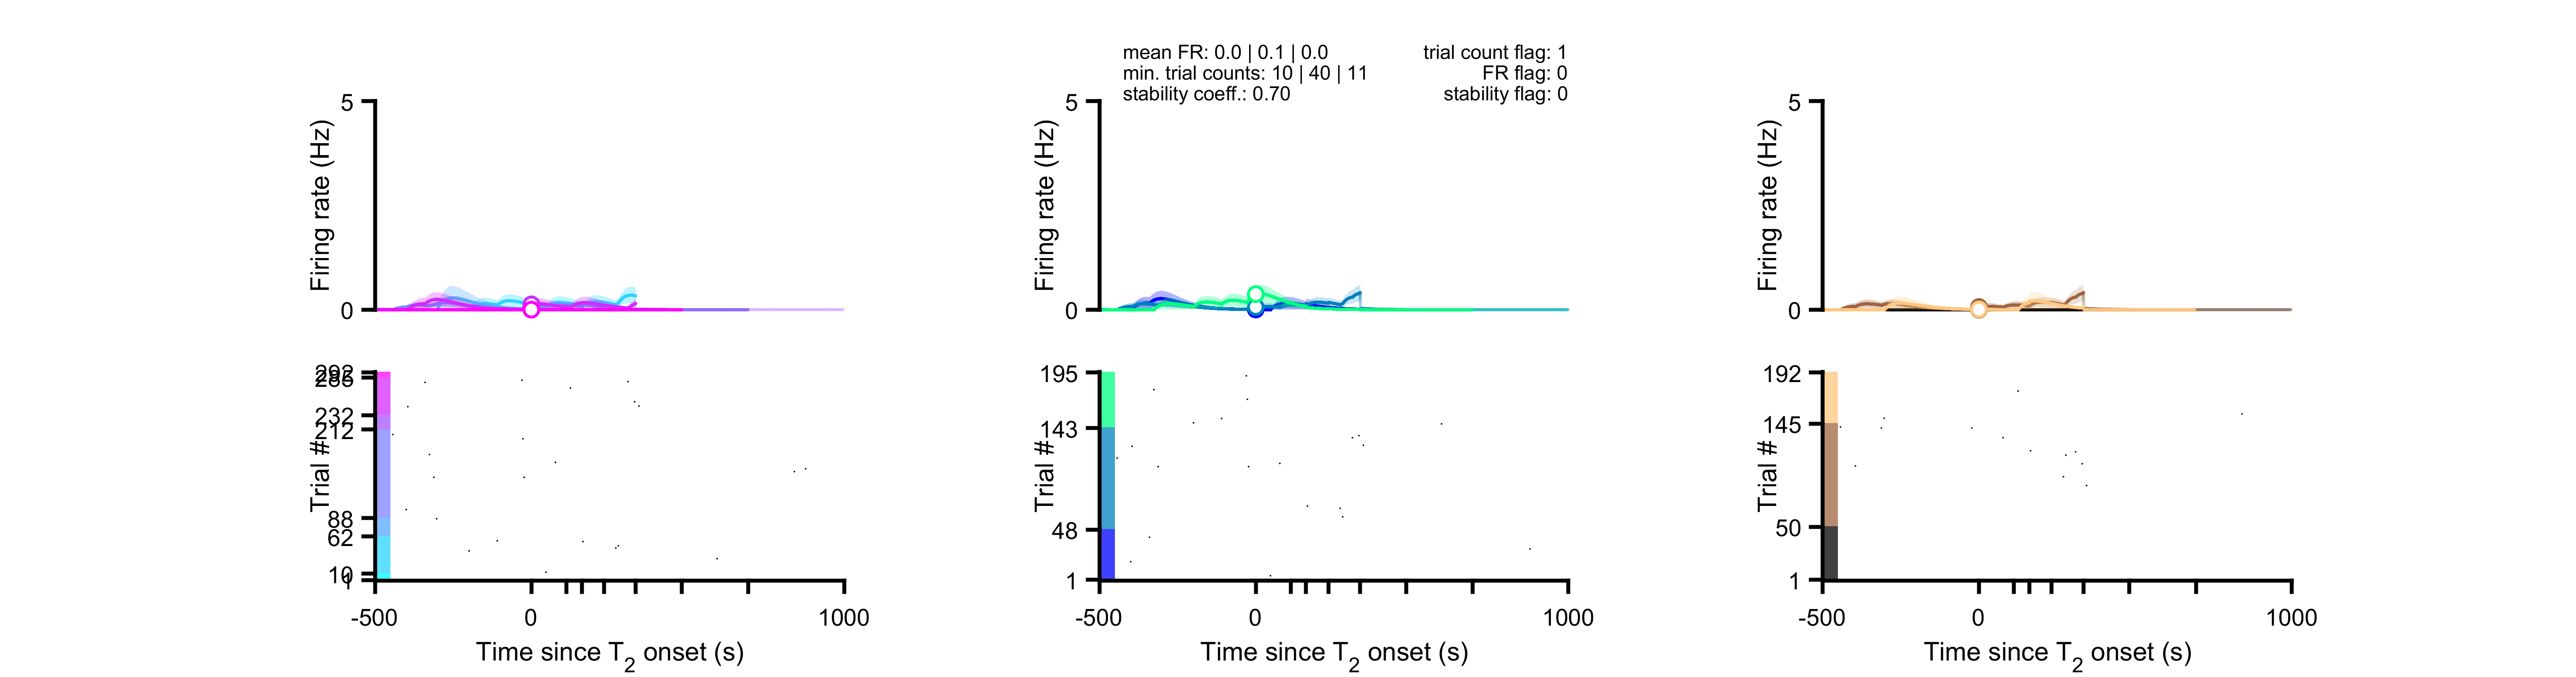 mean FR: 0.0 | 0.1 | 0.0
min. trial counts: 10 | 40 | 11
stability coeff.: 0.70
trial count flag: 1
FR flag: 0
stability flag: 0
5
0
Firing rate (Hz)
5
0
Firing rate (Hz)
5
0
Firing rate (Hz)
292
285
232
212
88
62
10
1
Trial #
-500 0 1000
Time since T2 onset (s)
195
143
48
1
Trial #
-500 0 1000
Time since T2 onset (s)
192
145
50
1
Trial #
-500 0 1000
Time since T2 onset (s)